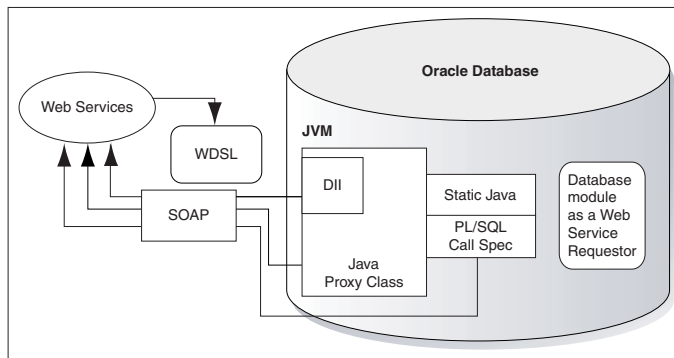 Oracle Database
Web Services
WDSL
JVM
DII
SOAP
Static Java
PL/SQL
Call Spec
Java
Proxy Class
Database
module
as a Web
Service
Requestor